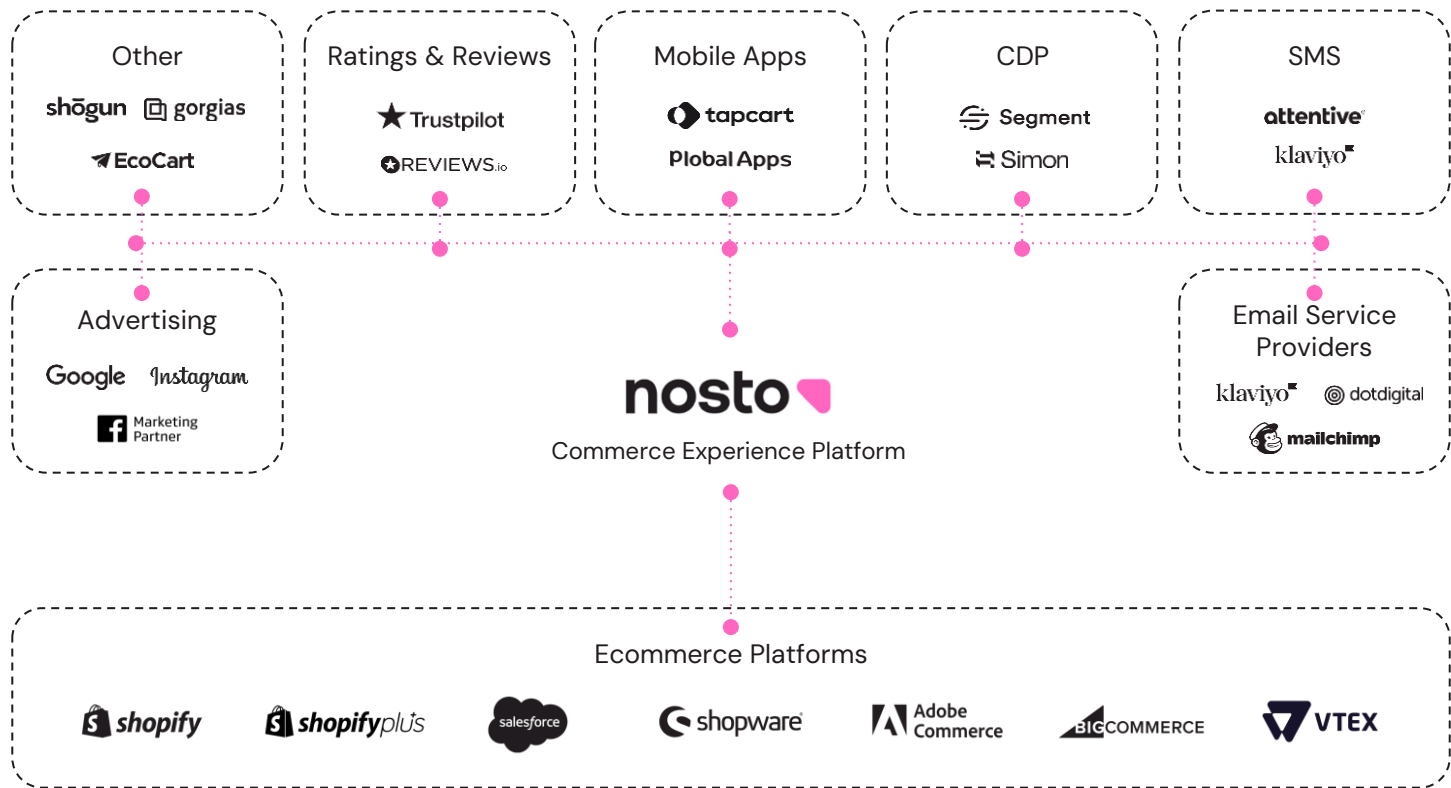 Other
shōgun gorgias
EcoCart
Ratings & Reviews
Trustpilot
REVIEWS.io
Mobile Apps
tapcart
Plobal Apps
CDP
Segment
Simon
SMS
attentive
klaviyo
Advertising
Google Instagram
Marketing
Partner
nosto
Commerce Experience Platform
Email Service
Providers
klaviyo dotdigital
mailchimp
Ecommerce Platforms
shopify shopifyplus salesforce shopware Adobe Commerce BIGCOMMERCE VTEX